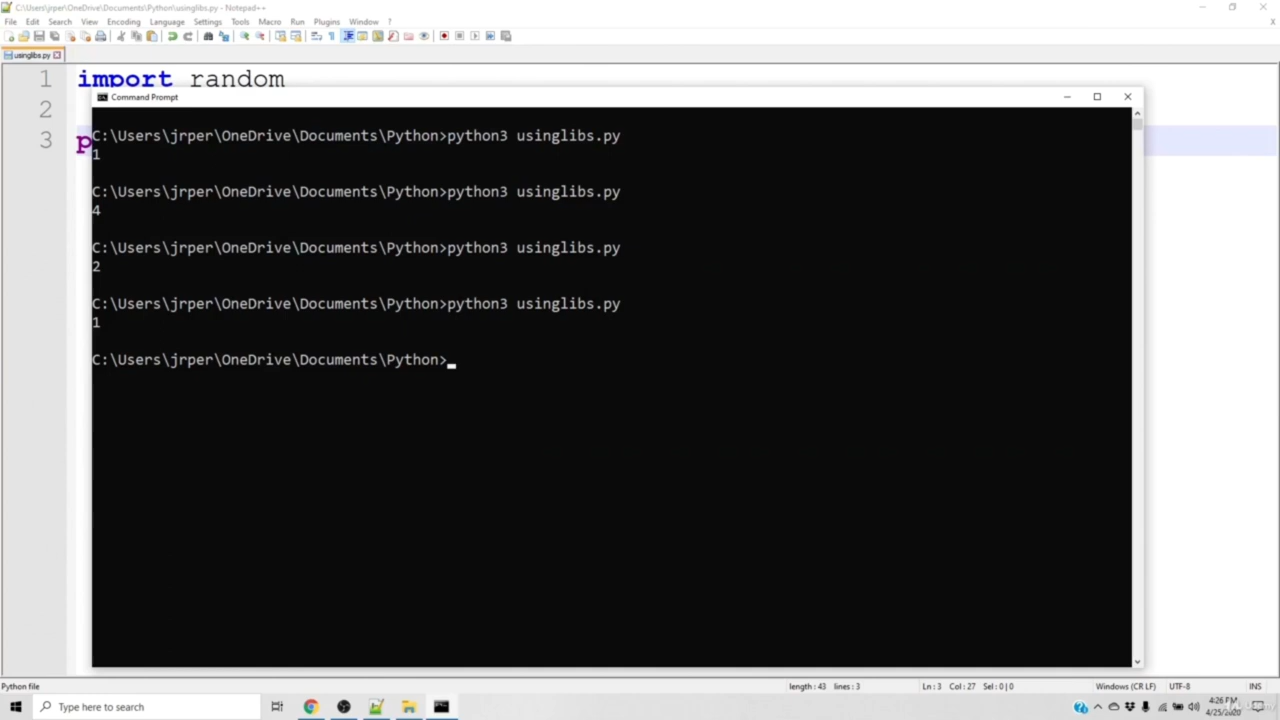 C:\Users\jrper\OneDrive\Documents\Python\usinglibs.py - Notepad++
File Edit Search View Encoding Language Settings Tools Macro Run Plugins Window ?
usinglibs.py
1 import random
2
3 p
Command Prompt
C:\Users\jrper\OneDrive\Documents\Python>python3 usinglibs.py
1
C:\Users\jrper\OneDrive\Documents\Python>python3 usinglibs.py
4
C:\Users\jrper\OneDrive\Documents\Python>python3 usinglibs.py
2
C:\Users\jrper\OneDrive\Documents\Python>python3 usinglibs.py
1
C:\Users\jrper\OneDrive\Documents\Python>
Python file length : 43 lines : 3 Ln : 3 Col : 27 Sel : 0 | 0 Windows (CR LF) UTF-8 INS
Type here to search
4:26 PM
4/25/2020